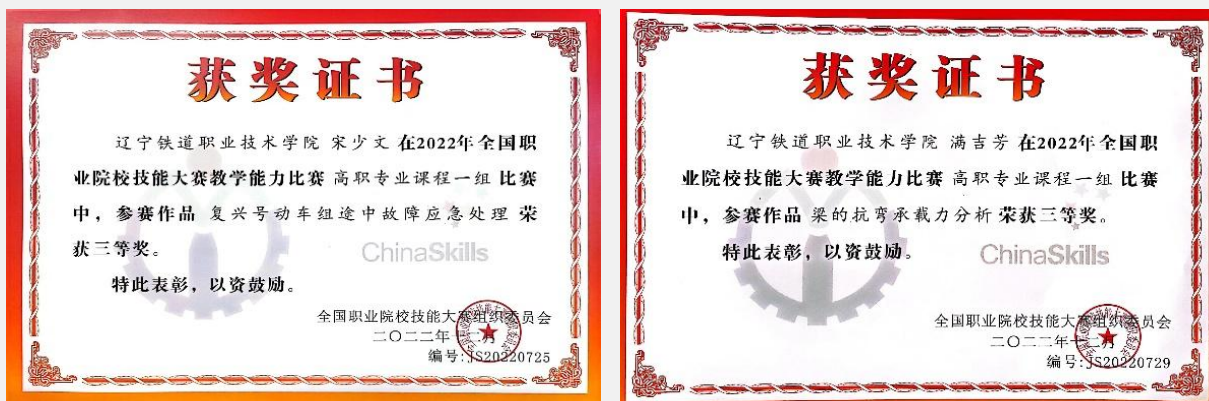 获奖证书
辽宁铁道职业技术学院 宋少文 在2022年全国职
业院校技能大赛教学能力比赛 高职专业课程一组 比赛
中，参赛作品 复兴号动车组途中故障应急处理 荣
获三等奖。
特此表彰，以资鼓励。
ChinaSkills
全国职业院校技能大赛组织委员会
二〇二二年十二月
编号:JS20220725
获奖证书
辽宁铁道职业技术学院 满吉芳 在2022年全国职
业院校技能大赛教学能力比赛 高职专业课程一组 比赛
中，参赛作品 梁的抗弯承载力分析 荣获三等奖。
特此表彰，以资鼓励。
ChinaSkills
全国职业院校技能大赛组织委员会
二〇二二年十二月
编号:JS20220729